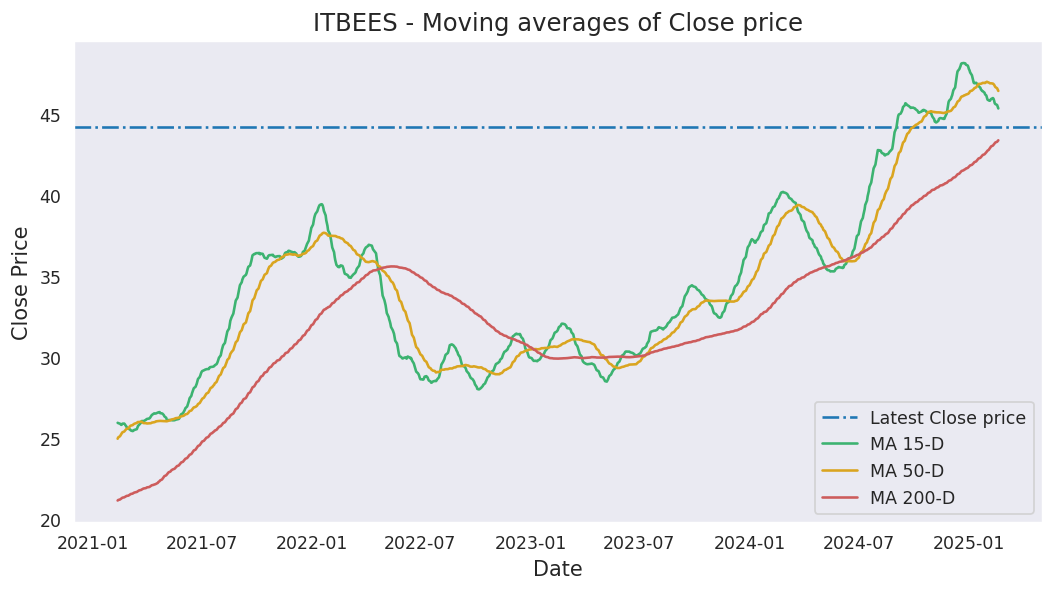 ITBEES - Moving averages of Close price
Close Price
45
40
35
30
25
20
Latest Close price
MA 15-D
MA 50-D
MA 200-D
2021-01 2021-07 2022-01 2022-07 2023-01 2023-07 2024-01 2024-07 2025-01
Date